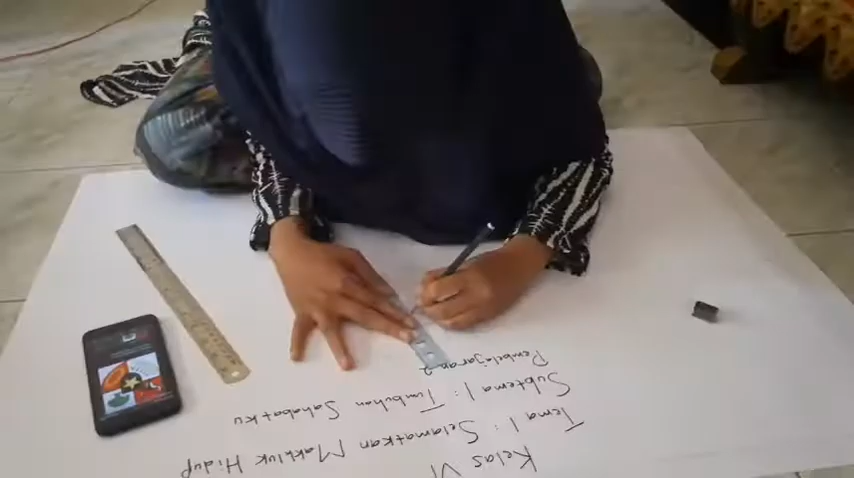 Kelas VI
Tema 1 : Selamatkan Makhluk Hidup
Subtema 1 : Tumbuhan Sahabatku
Pembelajaran 2